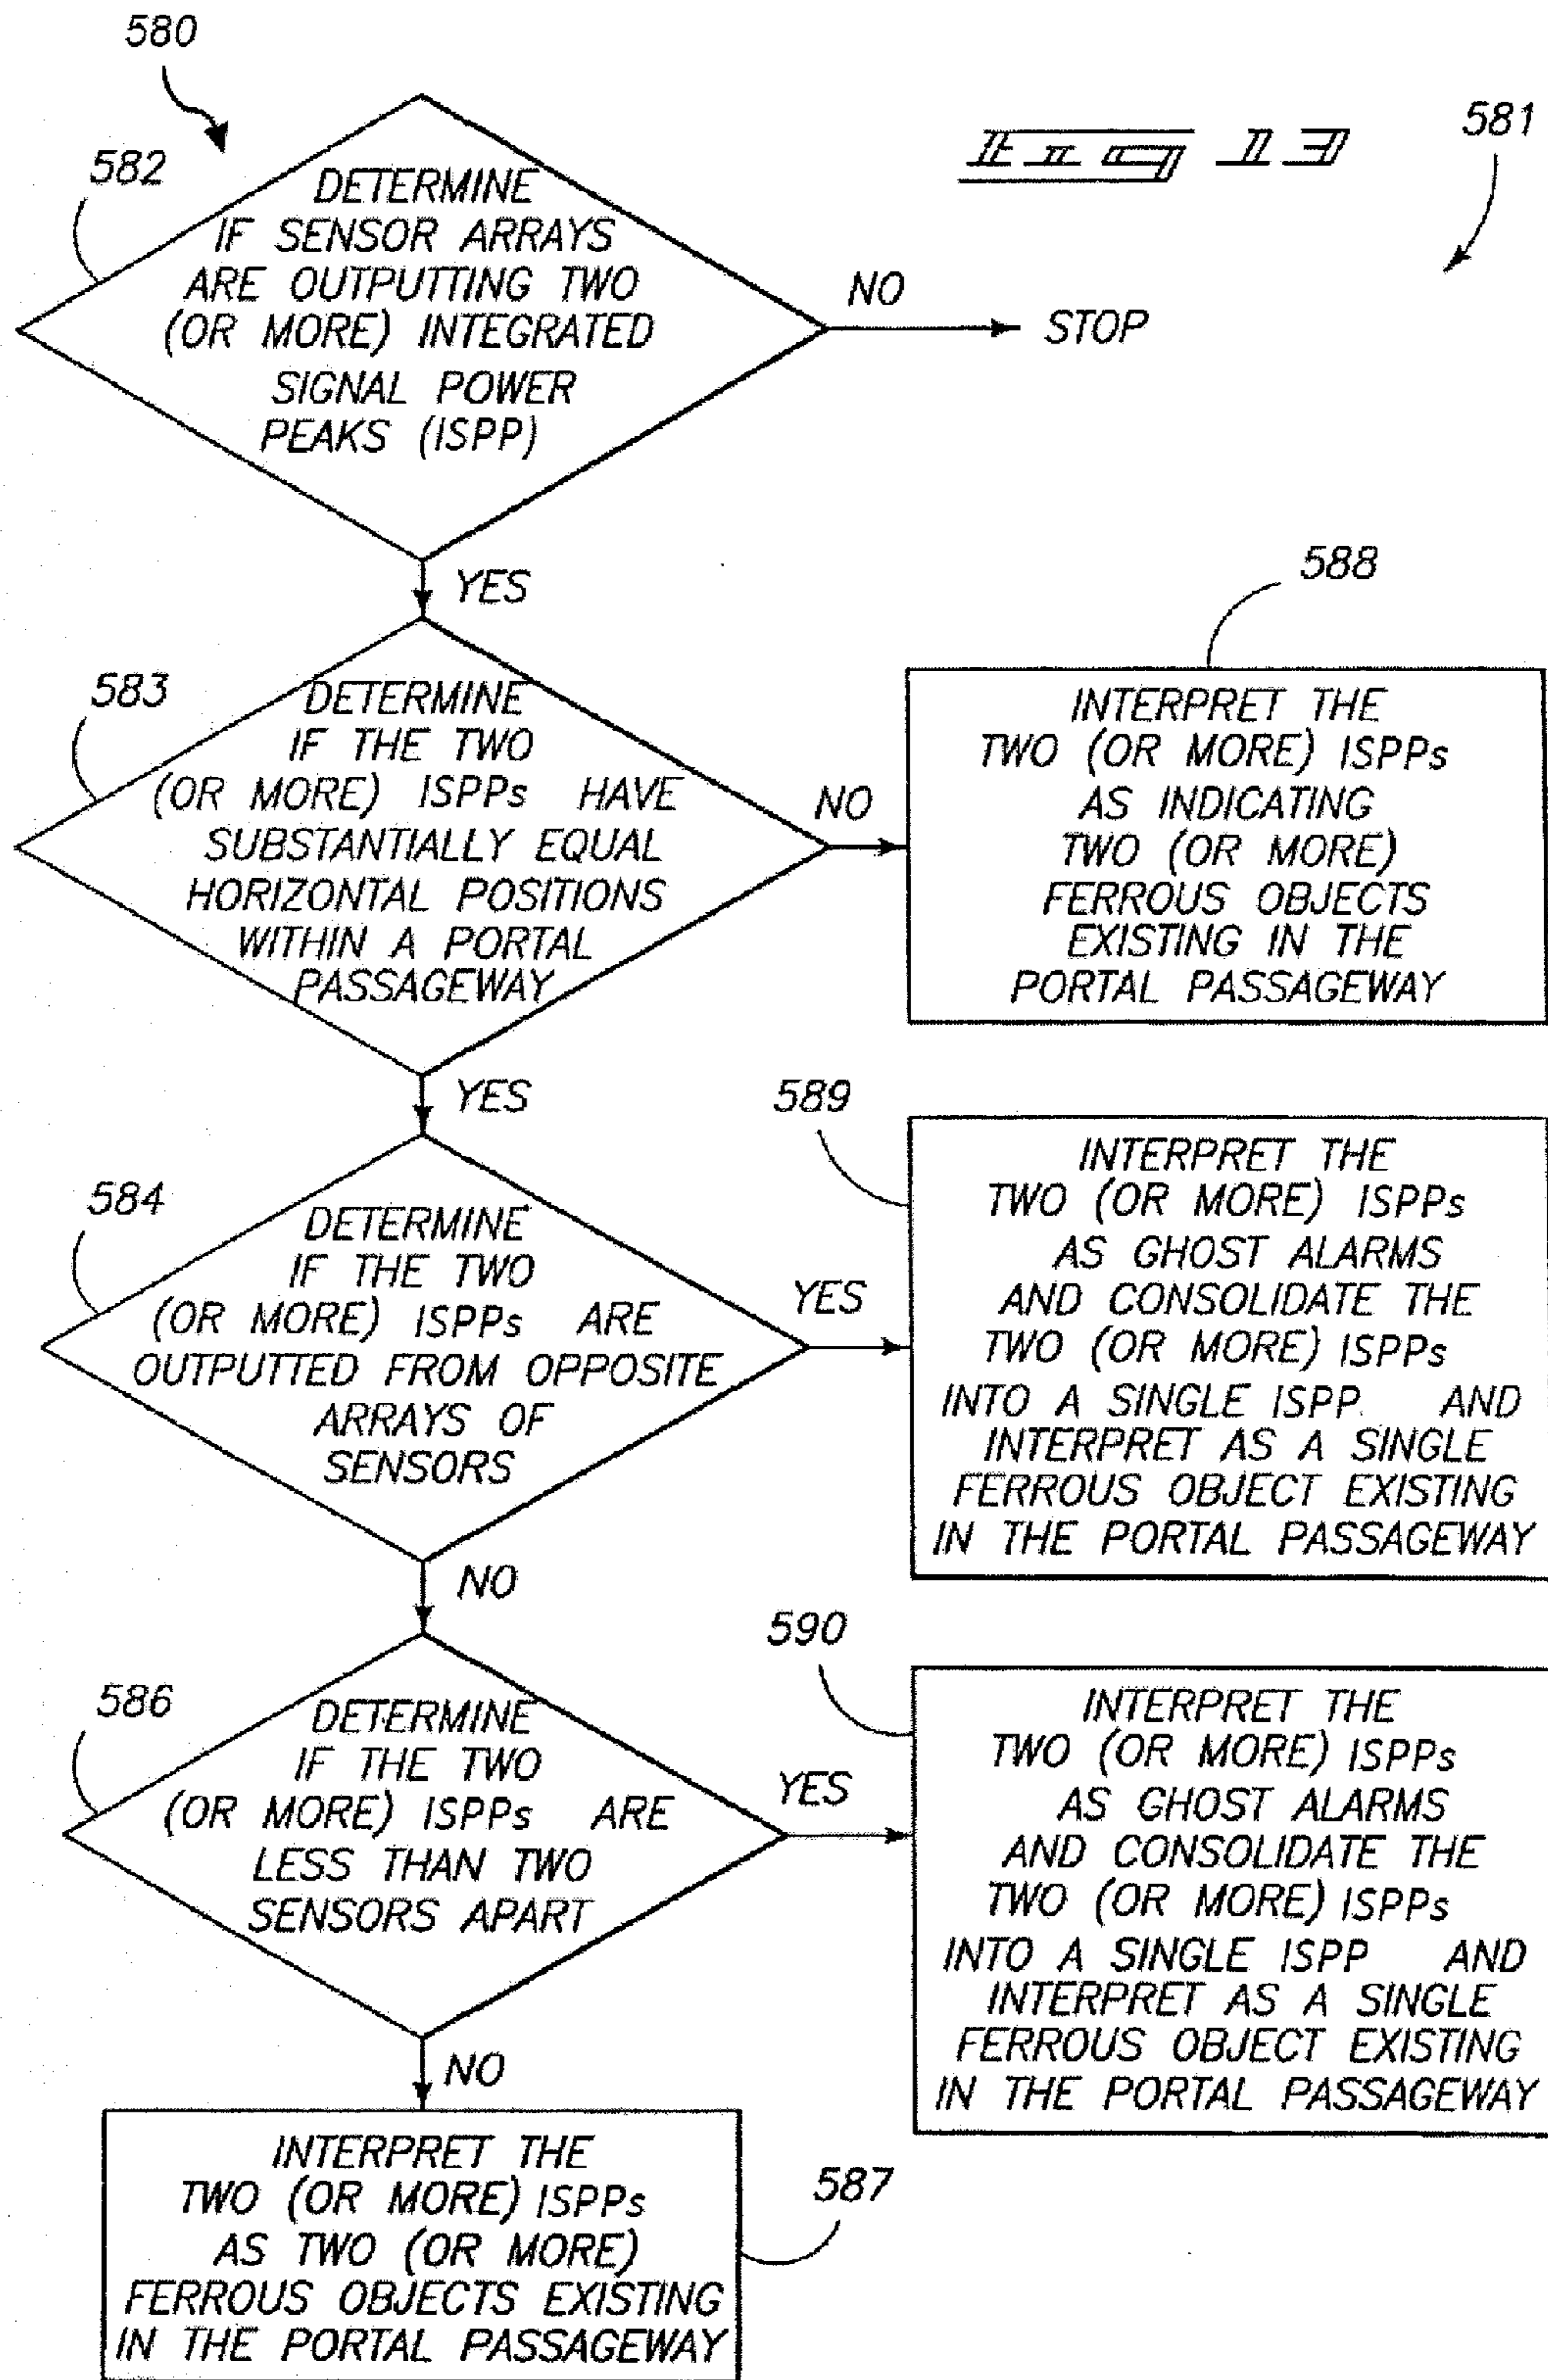 580
Fig 13
581
582
DETERMINE
IF SENSOR ARRAYS
ARE OUTPUTTING TWO
(OR MORE) INTEGRATED
SIGNAL POWER
PEAKS (ISPP)
NO
STOP
YES
583
DETERMINE
IF THE TWO
(OR MORE) ISPPs HAVE
SUBSTANTIALLY EQUAL
HORIZONTAL POSITIONS
WITHIN A PORTAL
PASSAGEWAY
NO
588
INTERPRET THE
TWO (OR MORE) ISPPs
AS INDICATING
TWO (OR MORE)
FERROUS OBJECTS
EXISTING IN THE
PORTAL PASSAGEWAY
YES
584
DETERMINE
IF THE TWO
(OR MORE) ISPPs ARE
OUTPUTTED FROM OPPOSITE
ARRAYS OF
SENSORS
YES
589
INTERPRET THE
TWO (OR MORE) ISPPs
AS GHOST ALARMS
AND CONSOLIDATE THE
TWO (OR MORE) ISPPs
INTO A SINGLE ISPP. AND
INTERPRET AS A SINGLE
FERROUS OBJECT EXISTING
IN THE PORTAL PASSAGEWAY
NO
586
DETERMINE
IF THE TWO
(OR MORE) ISPPs ARE
LESS THAN TWO
SENSORS APART
YES
590
INTERPRET THE
TWO (OR MORE) ISPPs
AS GHOST ALARMS
AND CONSOLIDATE THE
TWO (OR MORE) ISPPs
INTO A SINGLE ISPP AND
INTERPRET AS A SINGLE
FERROUS OBJECT EXISTING
IN THE PORTAL PASSAGEWAY
NO
INTERPRET THE
TWO (OR MORE) ISPPs
AS TWO (OR MORE)
FERROUS OBJECTS EXISTING
IN THE PORTAL PASSAGEWAY
587